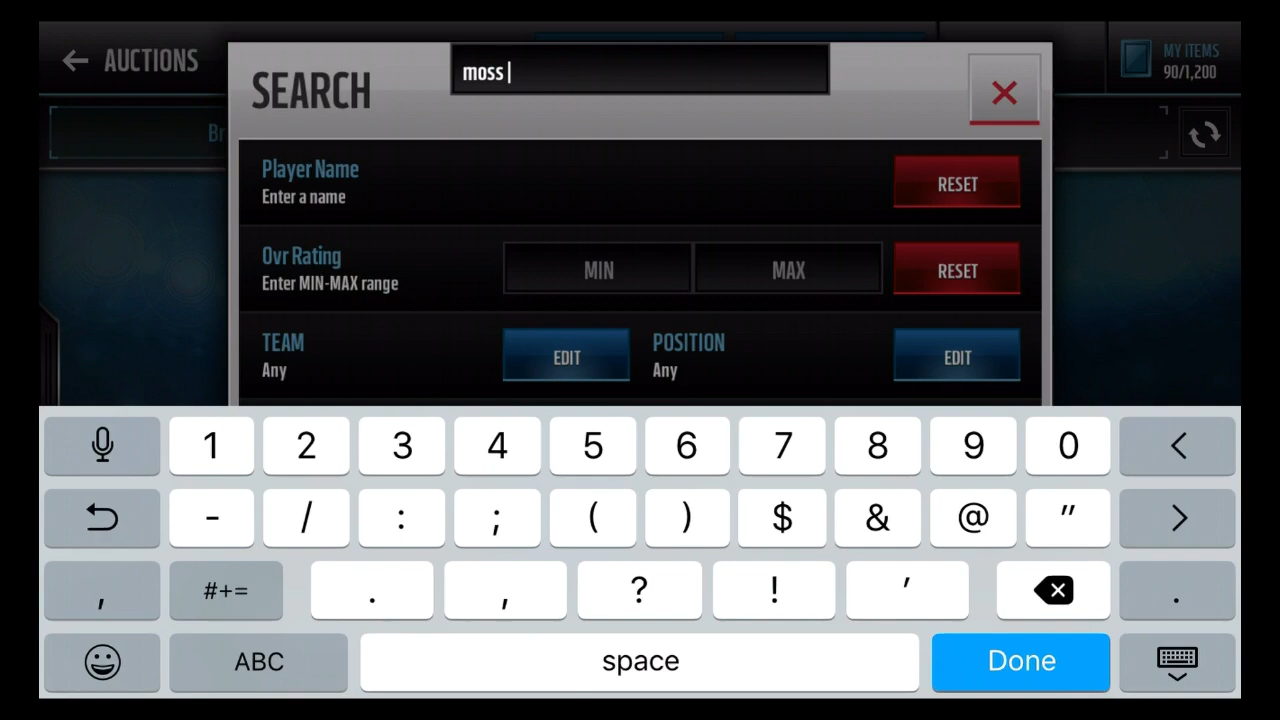 AUCTIONS
MY ITEMS
90/1,200
SEARCH
moss
Br
Player Name
Enter a name
RESET
Ovr Rating
Enter MIN-MAX range
MIN
MAX
RESET
TEAM
Any
EDIT
POSITION
Any
EDIT
1 2 3 4 5 6 7 8 9 0 <
- / : ; ( ) $ & @ " >
, #+= . , ? ! ' .
ABC space Done